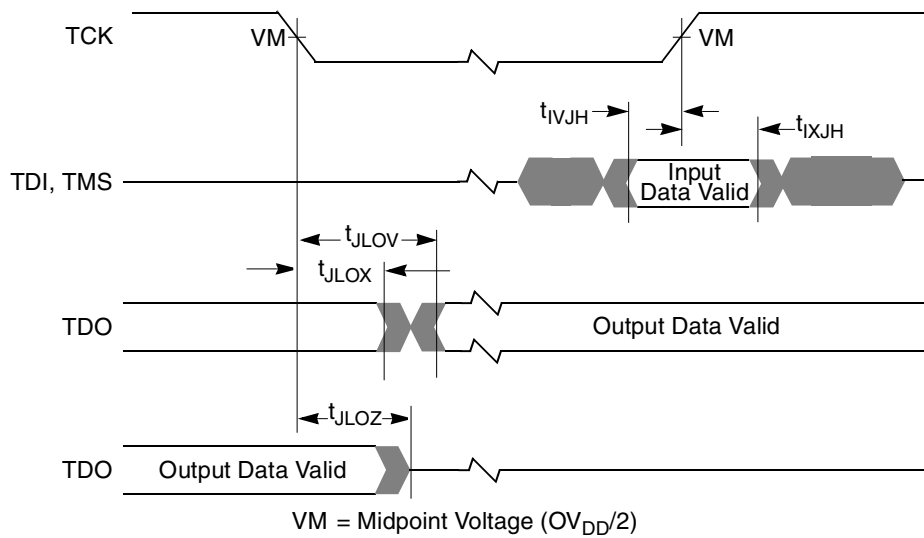 TCK
VM
VM
tIVJH
tIXJH
TDI, TMS
Input
Data Valid
tJLOV
tJLOX
TDO
Output Data Valid
tJLOZ
TDO
Output Data Valid
VM = Midpoint Voltage (OVDD/2)